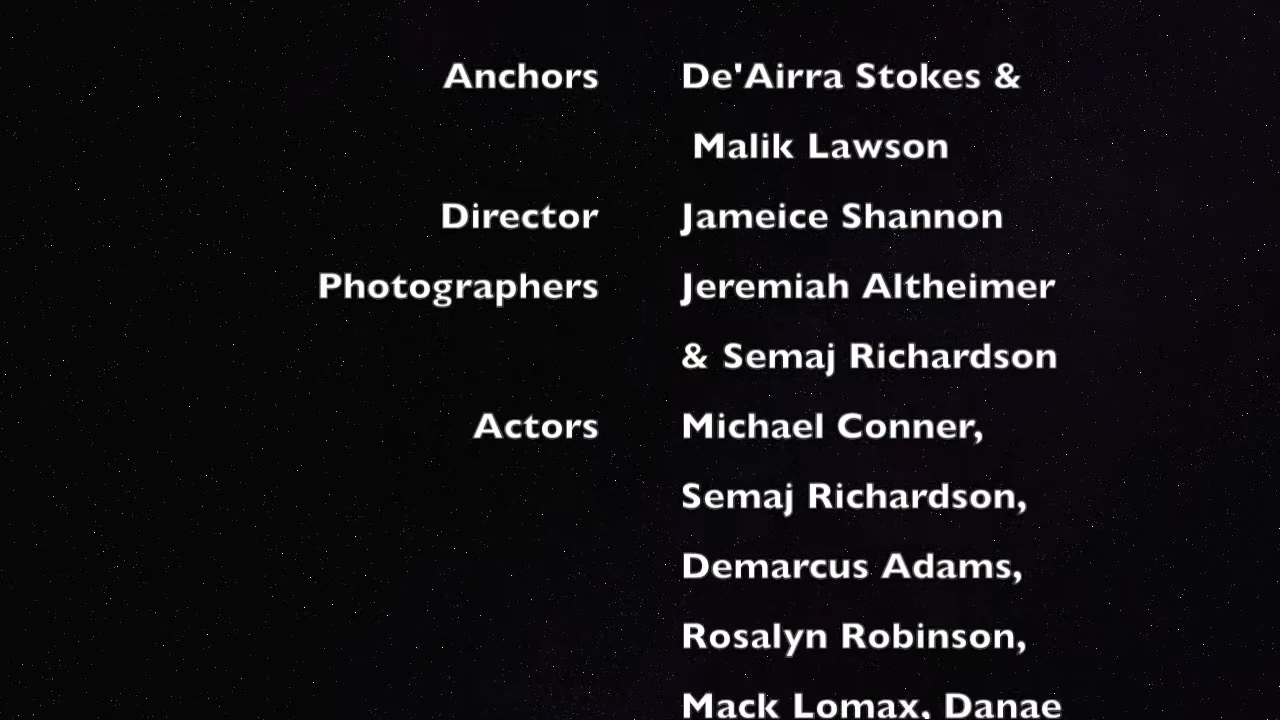 Anchors De'Airra Stokes &
Malik Lawson
Director Jameice Shannon
Photographers Jeremiah Altheimer
& Semaj Richardson
Actors Michael Conner,
Semaj Richardson,
Demarcus Adams,
Rosalyn Robinson,
Mack Lomax, Danae